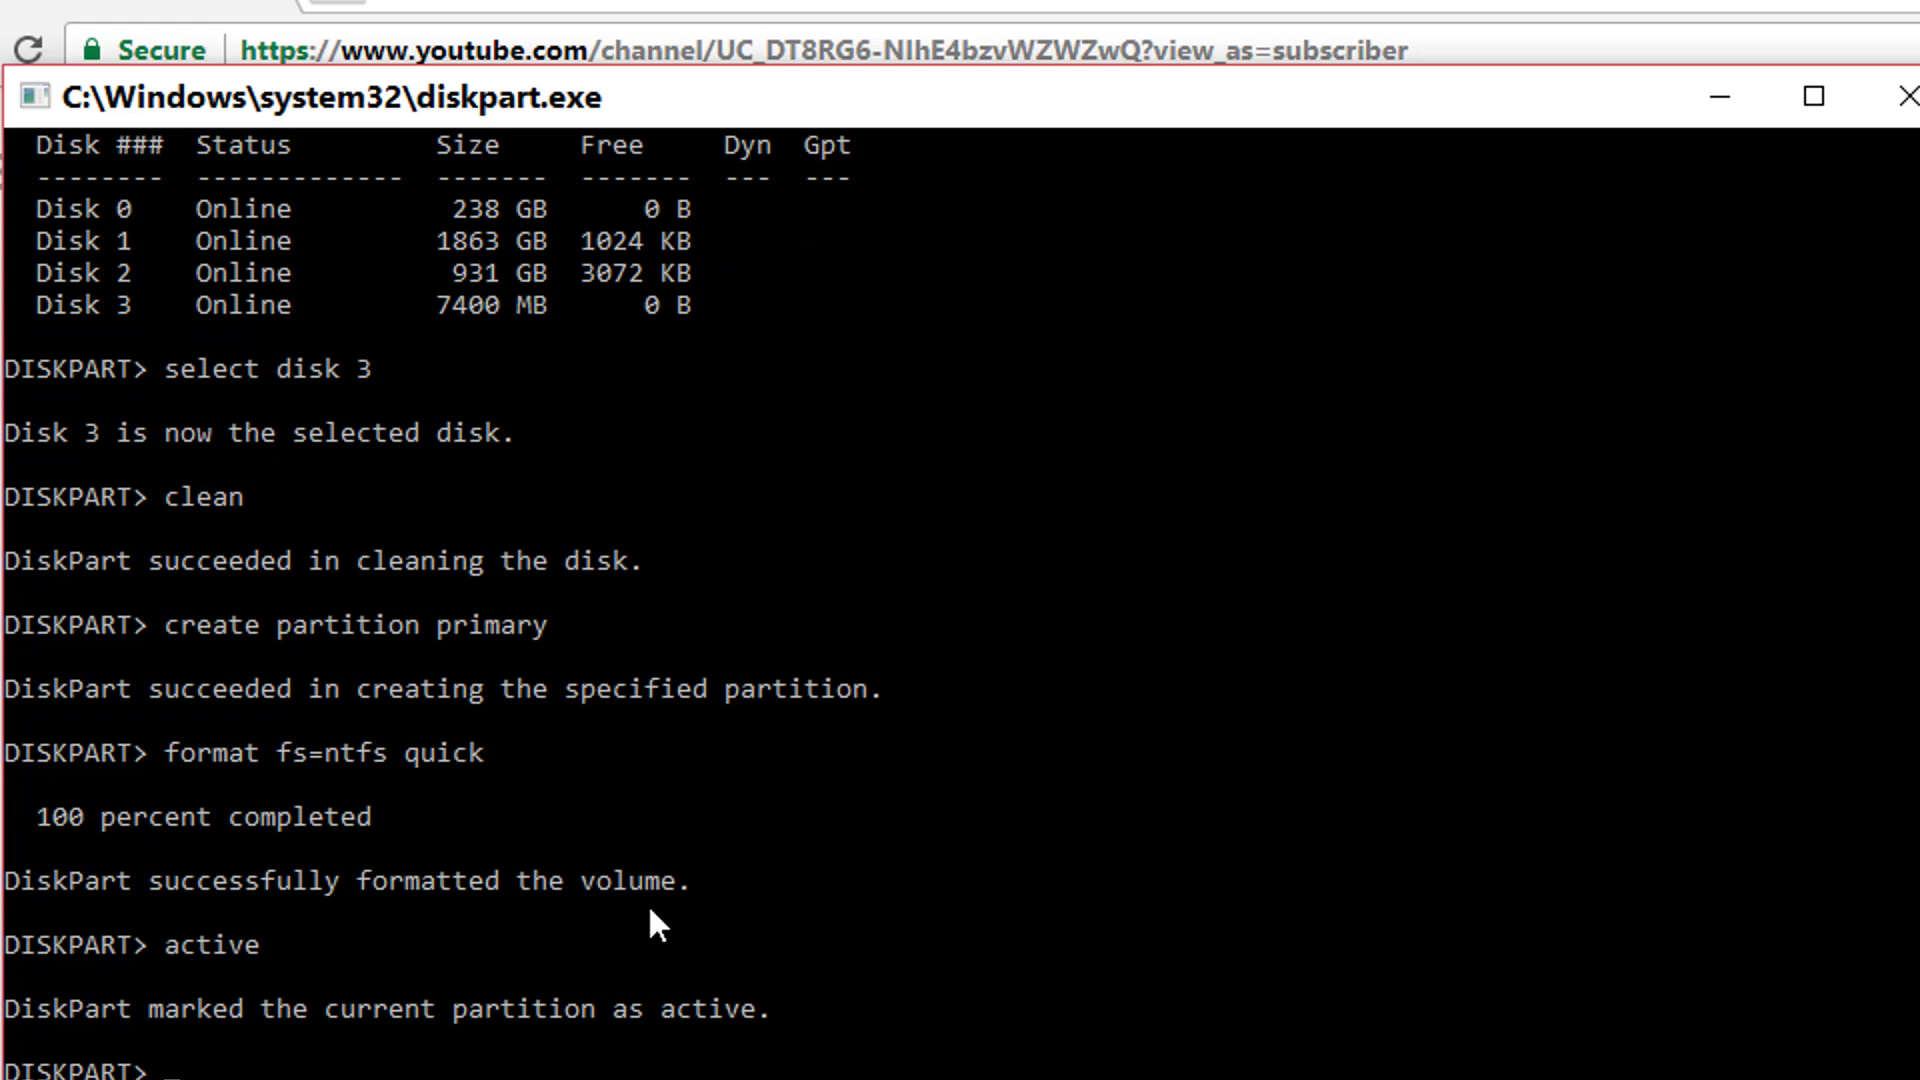 Secure https://www.youtube.com/channel/UC_DT8RG6-NIhE4bzvWZWZwQ?view_as=subscriber
C:\Windows\system32\diskpart.exe
Disk ### Status Size Free Dyn Gpt
-------- ------------- ------- ------- --- ---
Disk 0 Online 238 GB 0 B
Disk 1 Online 1863 GB 1024 KB
Disk 2 Online 931 GB 3072 KB
Disk 3 Online 7400 MB 0 B
DISKPART> select disk 3
Disk 3 is now the selected disk.
DISKPART> clean
DiskPart succeeded in cleaning the disk.
DISKPART> create partition primary
DiskPart succeeded in creating the specified partition.
DISKPART> format fs=ntfs quick
100 percent completed
DiskPart successfully formatted the volume.
DISKPART> active
DiskPart marked the current partition as active.
DISKPART> _